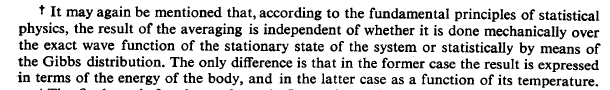 † It may again be mentioned that, according to the fundamental principles of statistical
physics, the result of the averaging is independent of whether it is done mechanically over
the exact wave function of the stationary state of the system or statistically by means of
the Gibbs distribution. The only difference is that in the former case the result is expressed
in terms of the energy of the body, and in the latter case as a function of its temperature.